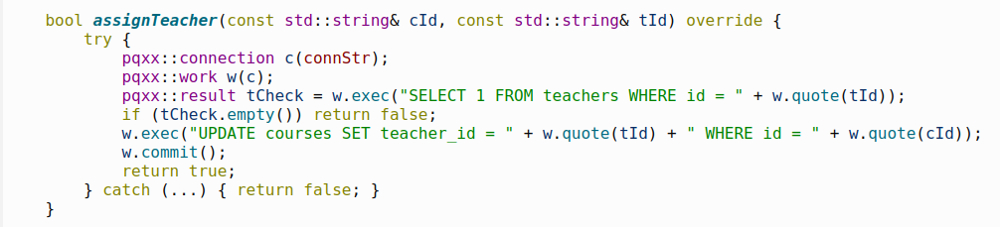 bool assignTeacher(const std::string& cId, const std::string& tId) override {
    try {
        pqxx::connection c(connStr);
        pqxx::work w(c);
        pqxx::result tCheck = w.exec("SELECT 1 FROM teachers WHERE id = " + w.quote(tId));
        if (tCheck.empty()) return false;
        w.exec("UPDATE courses SET teacher_id = " + w.quote(tId) + " WHERE id = " + w.quote(cId));
        w.commit();
        return true;
    } catch (...) { return false; }
}